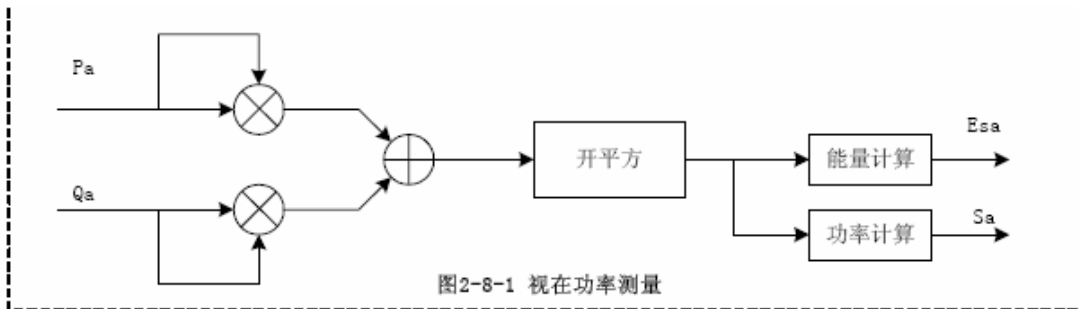 Pa
Qa
开平方
能量计算
Esa
功率计算
Sa
图2-8-1 视在功率测量